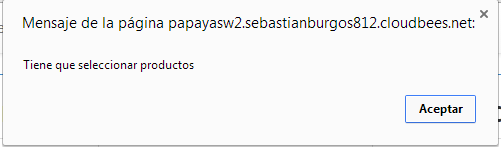 Mensaje de la página papayasw2.sebastianburgos812.cloudbees.net:
Tiene que seleccionar productos
Aceptar